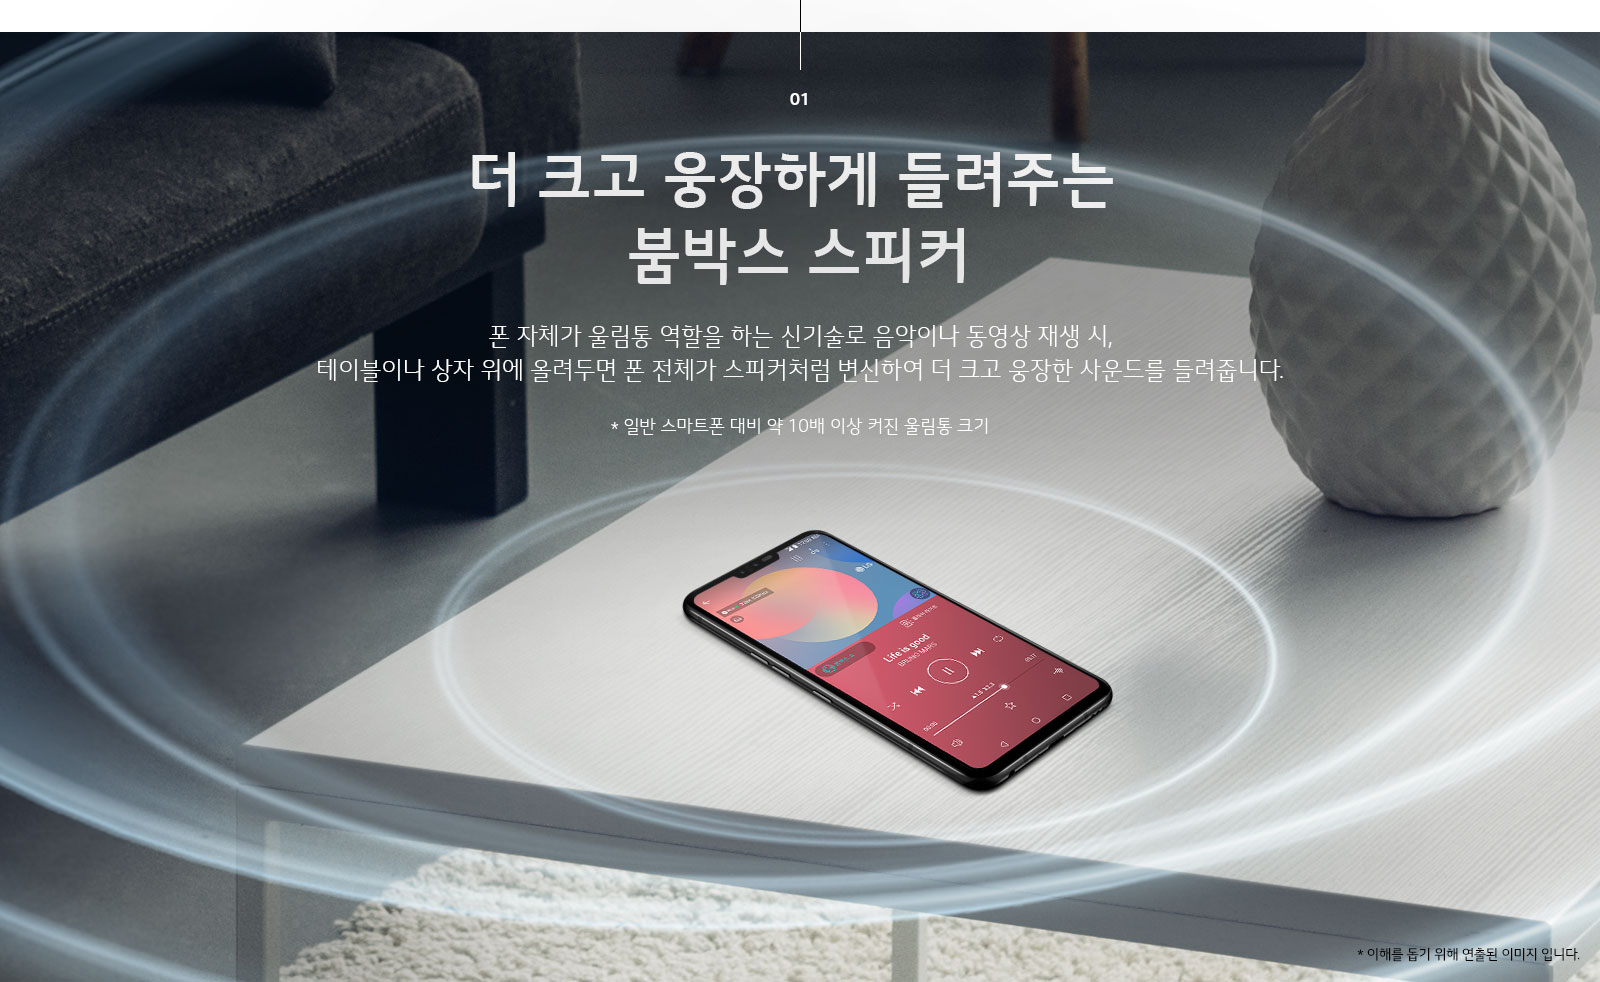 01
더 크고 웅장하게 들려주는
붐박스 스피커
폰 자체가 울림통 역할을 하는 신기술로 음악이나 동영상 재생 시,
테이블이나 상자 위에 올려두면 폰 전체가 스피커처럼 변신하여 더 크고 웅장한 사운드를 들려줍니다.
* 일반 스마트폰 대비 약 10배 이상 커진 울림통 크기
LG
Life is good
BRUNO MARS
00:00
* 이해를 돕기 위해 연출된 이미지 입니다.